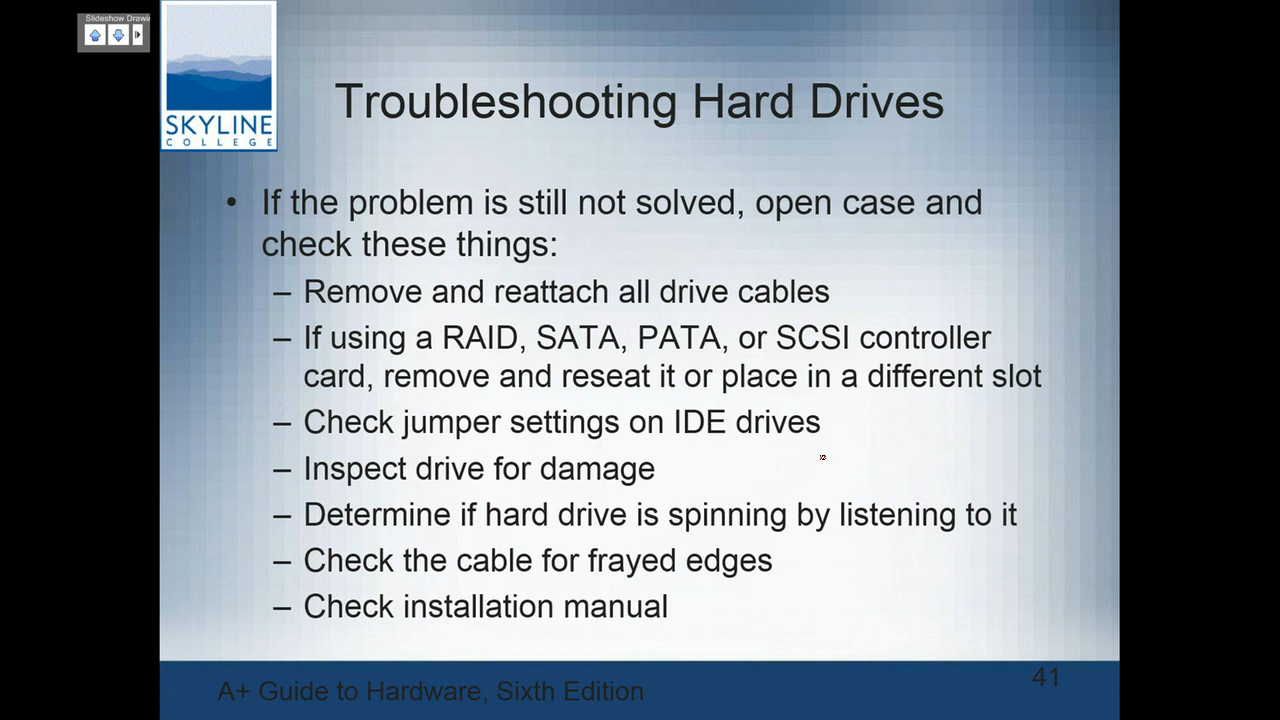 Slideshow Drawi
SKYLINE
COLLEGE
Troubleshooting Hard Drives
• If the problem is still not solved, open case and
check these things:
– Remove and reattach all drive cables
– If using a RAID, SATA, PATA, or SCSI controller
card, remove and reseat it or place in a different slot
– Check jumper settings on IDE drives
– Inspect drive for damage
– Determine if hard drive is spinning by listening to it
– Check the cable for frayed edges
– Check installation manual
A+ Guide to Hardware, Sixth Edition
41